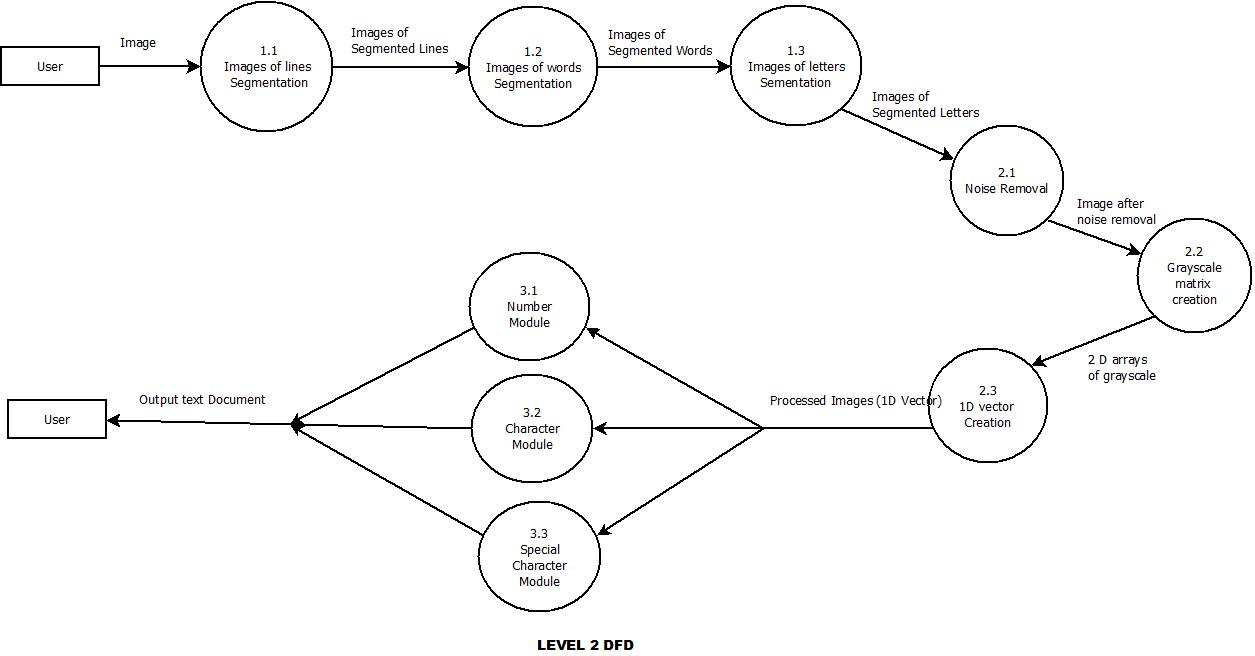 User
Image
1.1
Images of lines
Segmentation
Images of
Segmented Lines
1.2
Images of words
Segmentation
Images of
Segmented Words
1.3
Images of letters
Sementation
Images of
Segmented Letters
2.1
Noise Removal
Image after
noise removal
2.2
Grayscale
matrix
creation
2 D arrays
of grayscale
2.3
1D vector
Creation
Processed Images (1D Vector)
3.1
Number
Module
3.2
Character
Module
3.3
Special
Character
Module
Output text Document
User
LEVEL 2 DFD